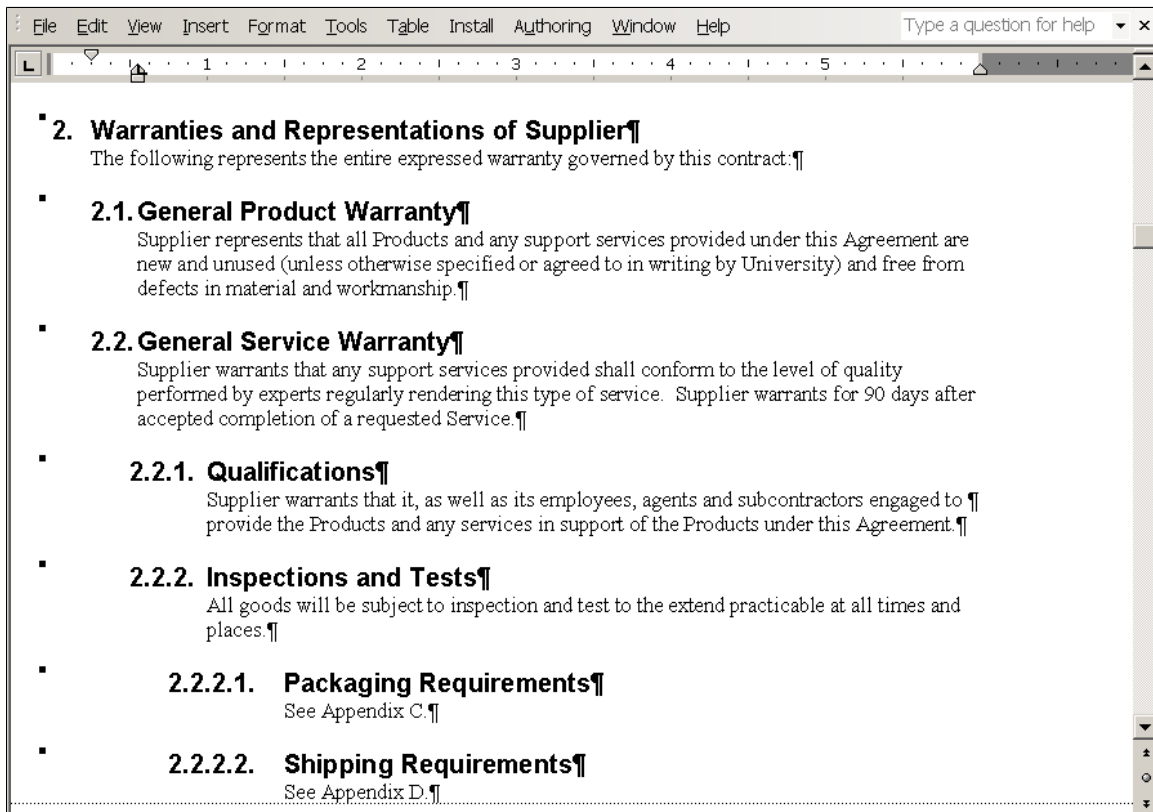 File Edit View Insert Format Tools Table Install Authoring Window Help Type a question for help
L 1 2 3 4 5
2. Warranties and Representations of Supplier¶
The following represents the entire expressed warranty governed by this contract:¶
2.1. General Product Warranty¶
Supplier represents that all Products and any support services provided under this Agreement are
new and unused (unless otherwise specified or agreed to in writing by University) and free from
defects in material and workmanship.¶
2.2. General Service Warranty¶
Supplier warrants that any support services provided shall conform to the level of quality
performed by experts regularly rendering this type of service.  Supplier warrants for 90 days after
accepted completion of a requested Service.¶
2.2.1. Qualifications¶
Supplier warrants that it, as well as its employees, agents and subcontractors engaged to ¶
provide the Products and any services in support of the Products under this Agreement.¶
2.2.2. Inspections and Tests¶
All goods will be subject to inspection and test to the extend practicable at all times and
places.¶
2.2.2.1. Packaging Requirements¶
See Appendix C.¶
2.2.2.2. Shipping Requirements¶
See Appendix D.¶